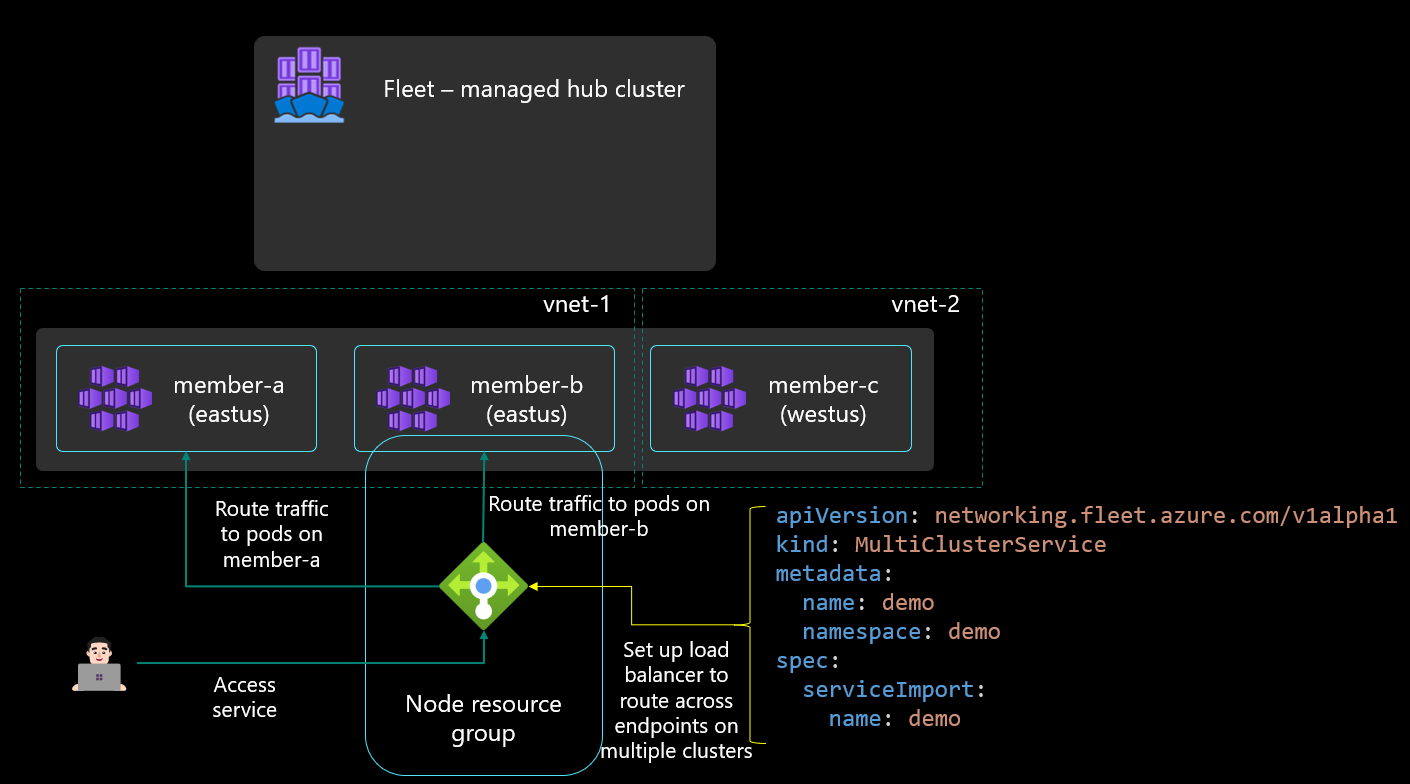 Fleet – managed hub cluster
vnet-1
vnet-2
member-a
(eastus)
member-b
(eastus)
member-c
(westus)
Route traffic
to pods on
member-a
Route traffic to pods on
member-b
apiVersion: networking.fleet.azure.com/v1alpha1
kind: MultiClusterService
metadata:
  name: demo
  namespace: demo
spec:
  serviceImport:
    name: demo
Set up load
balancer to
route across
endpoints on
multiple clusters
Access
service
Node resource
group